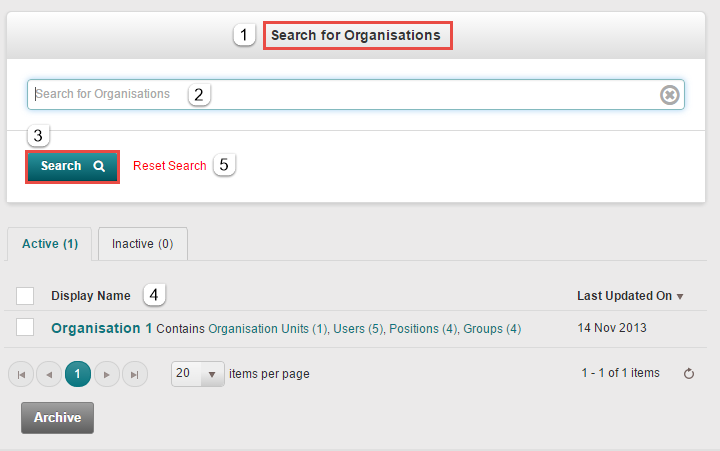 1 Search for Organisations
Search for Organisations 2
3
Search Reset Search 5
Active (1) Inactive (0)
Display Name 4 Last Updated On
Organisation 1 Contains Organisation Units (1), Users (5), Positions (4), Groups (4) 14 Nov 2013
1 20 items per page 1 - 1 of 1 items
Archive